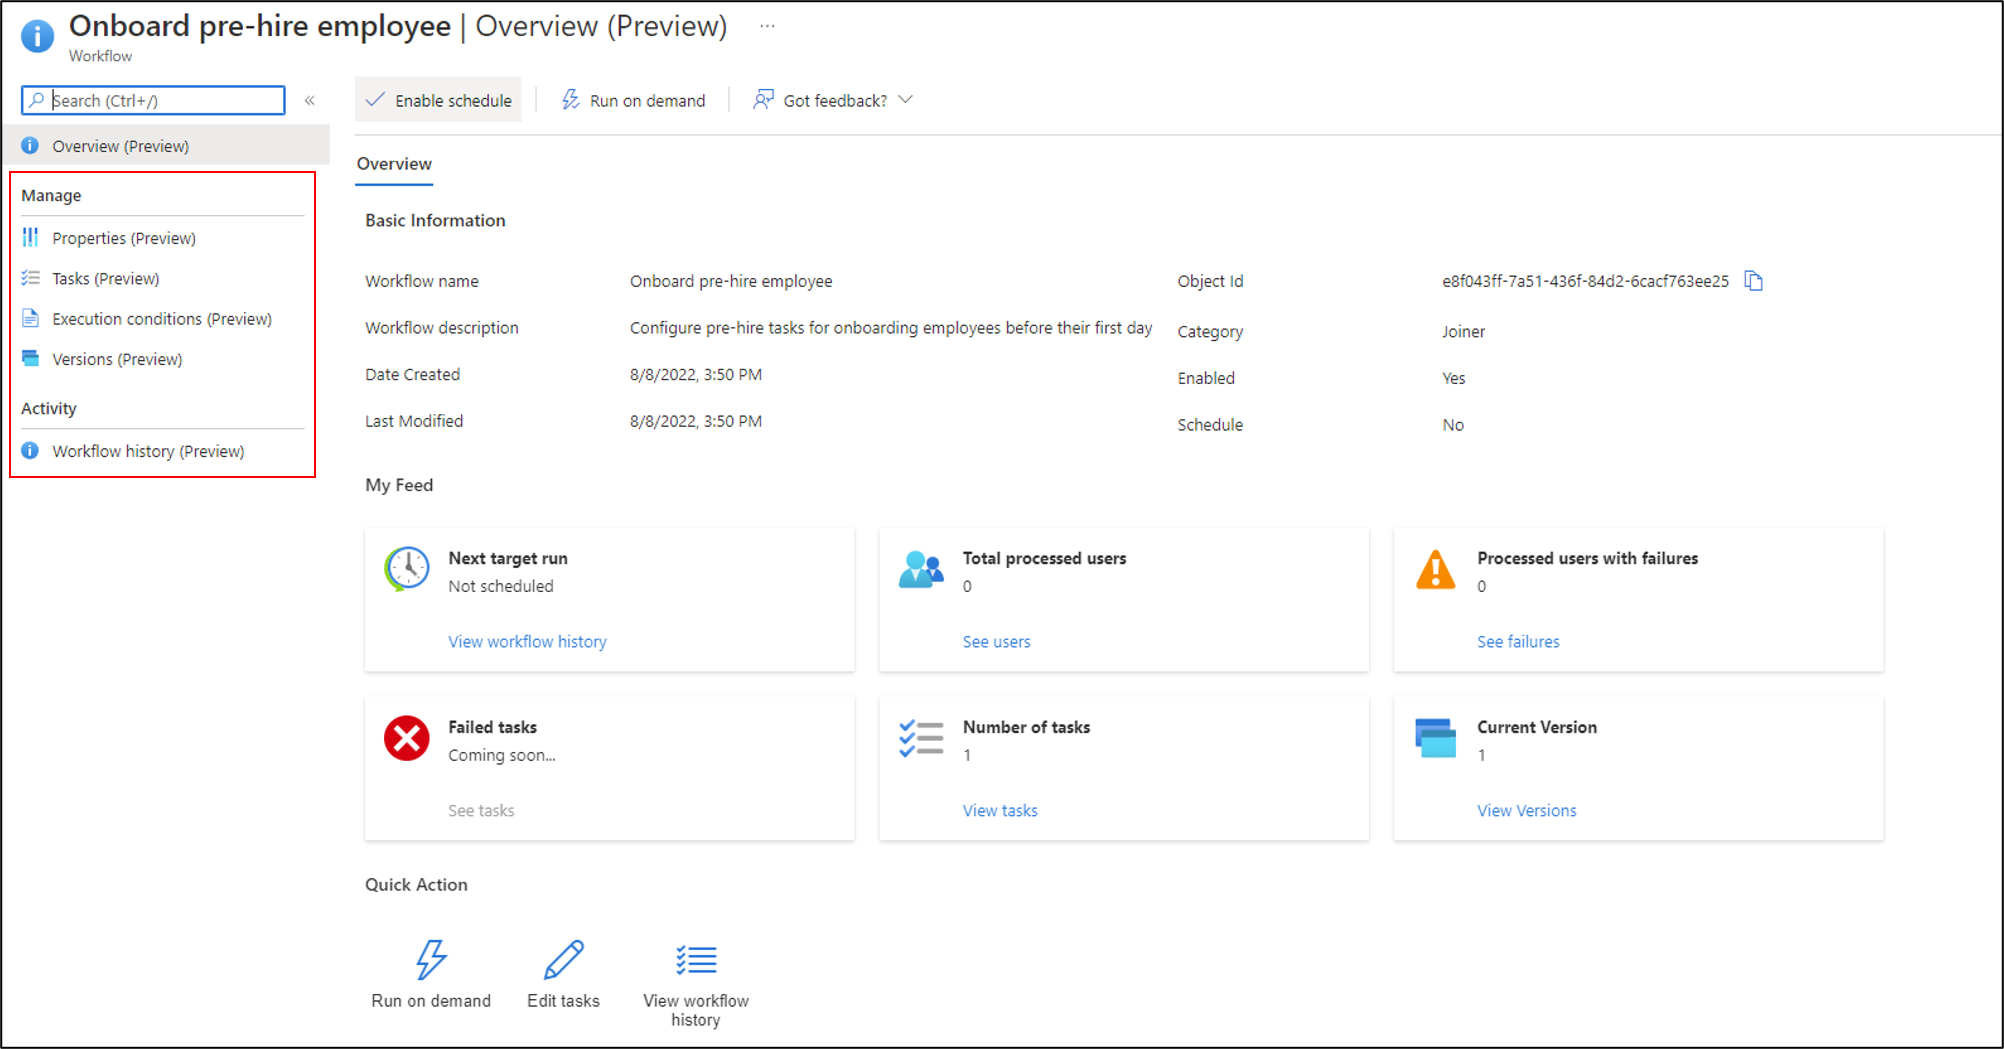 Onboard pre-hire employee | Overview (Preview) ...
Workflow
Search (Ctrl+/)
«
Enable schedule
Run on demand
Got feedback?
Overview (Preview)
Manage
Properties (Preview)
Tasks (Preview)
Execution conditions (Preview)
Versions (Preview)
Activity
Workflow history (Preview)
Overview
Basic Information
Workflow name Onboard pre-hire employee
Workflow description Configure pre-hire tasks for onboarding employees before their first day
Date Created 8/8/2022, 3:50 PM
Last Modified 8/8/2022, 3:50 PM
Object Id e8f043ff-7a51-436f-84d2-6cacf763ee25
Category Joiner
Enabled Yes
Schedule No
My Feed
Next target run
Not scheduled
View workflow history
Total processed users
0
See users
Processed users with failures
0
See failures
Failed tasks
Coming soon...
See tasks
Number of tasks
1
View tasks
Current Version
1
View Versions
Quick Action
Run on demand
Edit tasks
View workflow
history